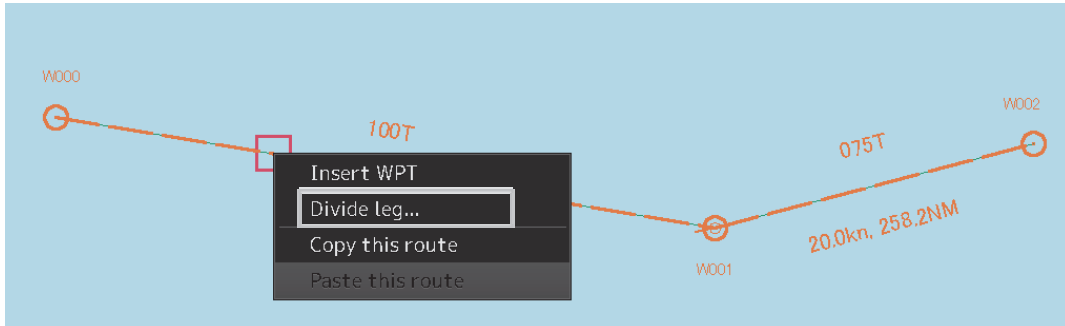 W000
W002
100T
075T
Insert WPT
Divide leg...
20.0kn, 258.2NM
Copy this route
W001
Paste this route